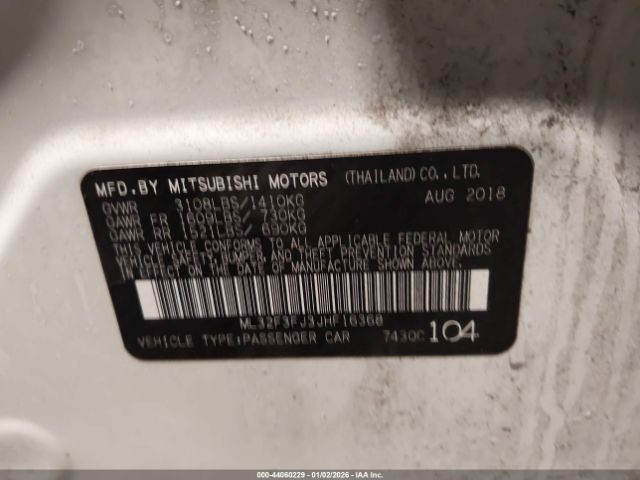 MFD.BY MITSUBISHI MOTORS (THAILAND) CO.,LTD.
GVWR 3108LBS/1410KG AUG 2018
GAWR FR 1609LBS/ 730KG
GAWR RR 1521LBS/ 690KG
THIS VEHICLE CONFORMS TO ALL APPLICABLE FEDERAL MOTOR
VEHICLE SAFETY, BUMPER, AND THEFT PREVENTION STANDARDS
IN EFFECT ON THE DATE OF MANUFACTURE SHOWN ABOVE.
ML32F3FJ3JHF16368
VEHICLE TYPE:PASSENGER CAR 7430C 104
000-44060229 - 01/02/2026 - IAAI.com